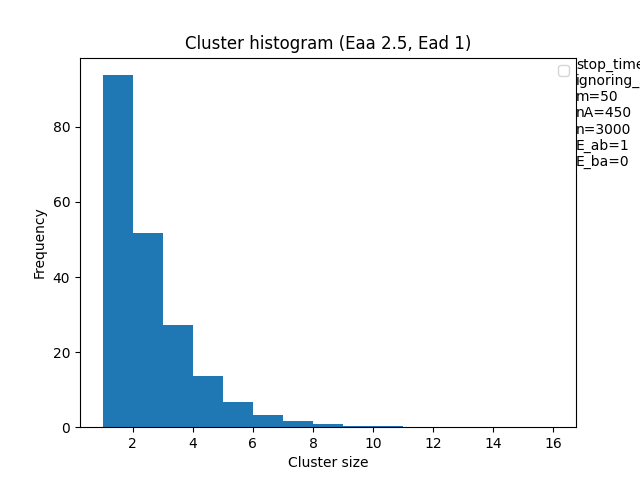 Cluster histogram (Eaa 2.5, Ead 1)
stop_time
ignoring_
m=50
nA=450
n=3000
E_ab=1
E_ba=0
Frequency
80
60
40
20
0
2 4 6 8 10 12 14 16
Cluster size